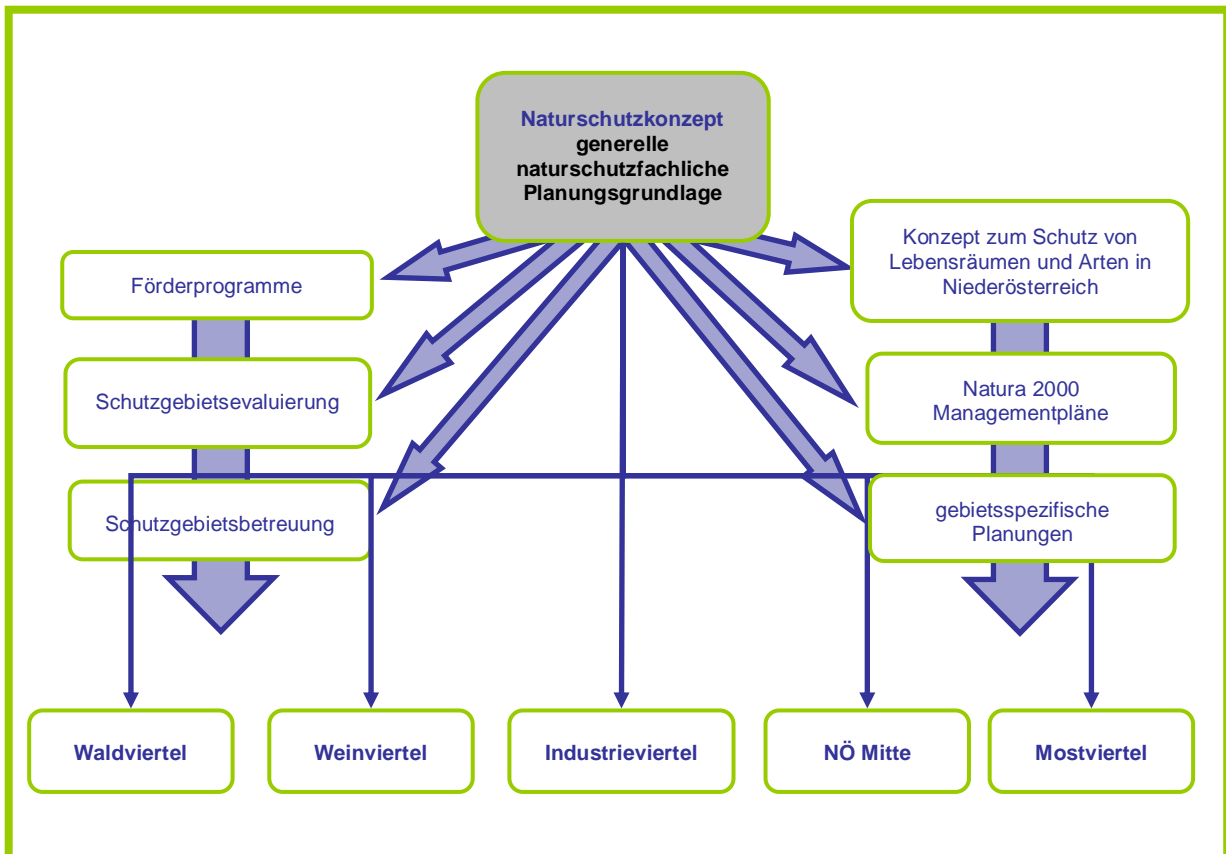 Naturschutzkonzept
generelle
naturschutzfachliche
Planungsgrundlage
Förderprogramme
Konzept zum Schutz von
Lebensräumen und Arten in
Niederösterreich
Schutzgebietsevaluierung
Natura 2000
Managementpläne
Schutzgebietsbetreuung
gebietsspezifische
Planungen
Waldviertel
Weinviertel
Industrieviertel
NÖ Mitte
Mostviertel